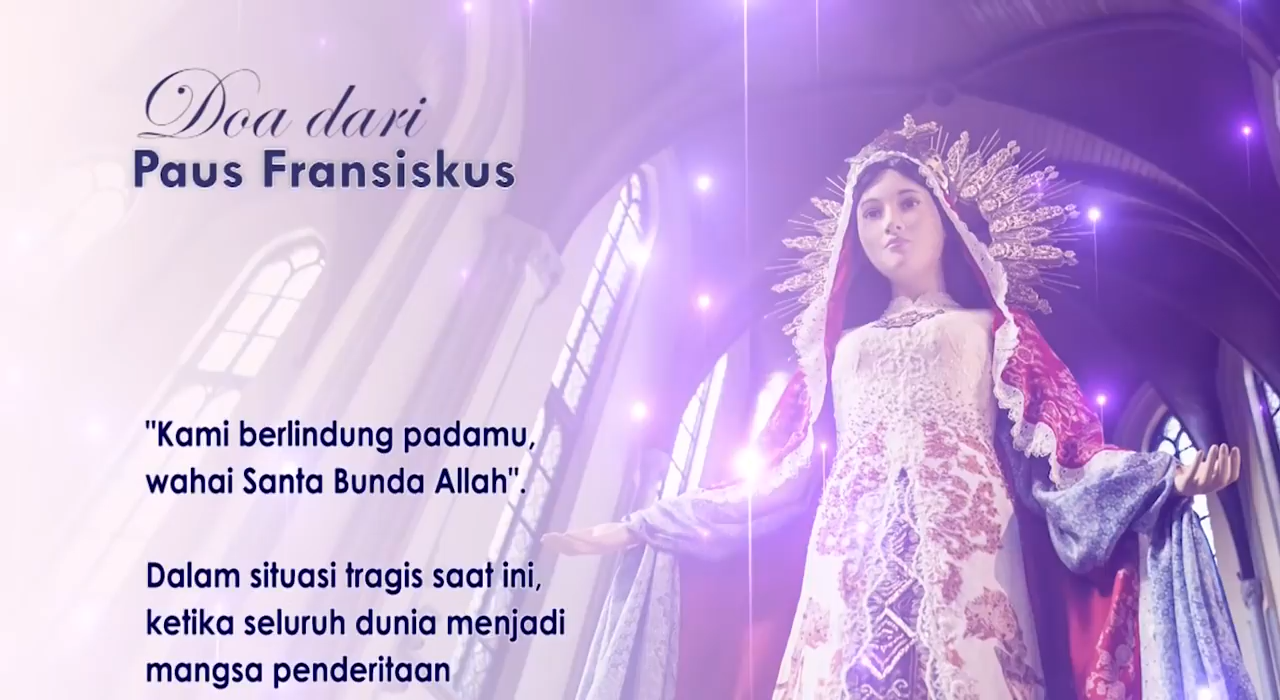 Doa dari
Paus Fransiskus
"Kami berlindung padamu,
wahai Santa Bunda Allah".
Dalam situasi tragis saat ini,
ketika seluruh dunia menjadi
mangsa penderitaan